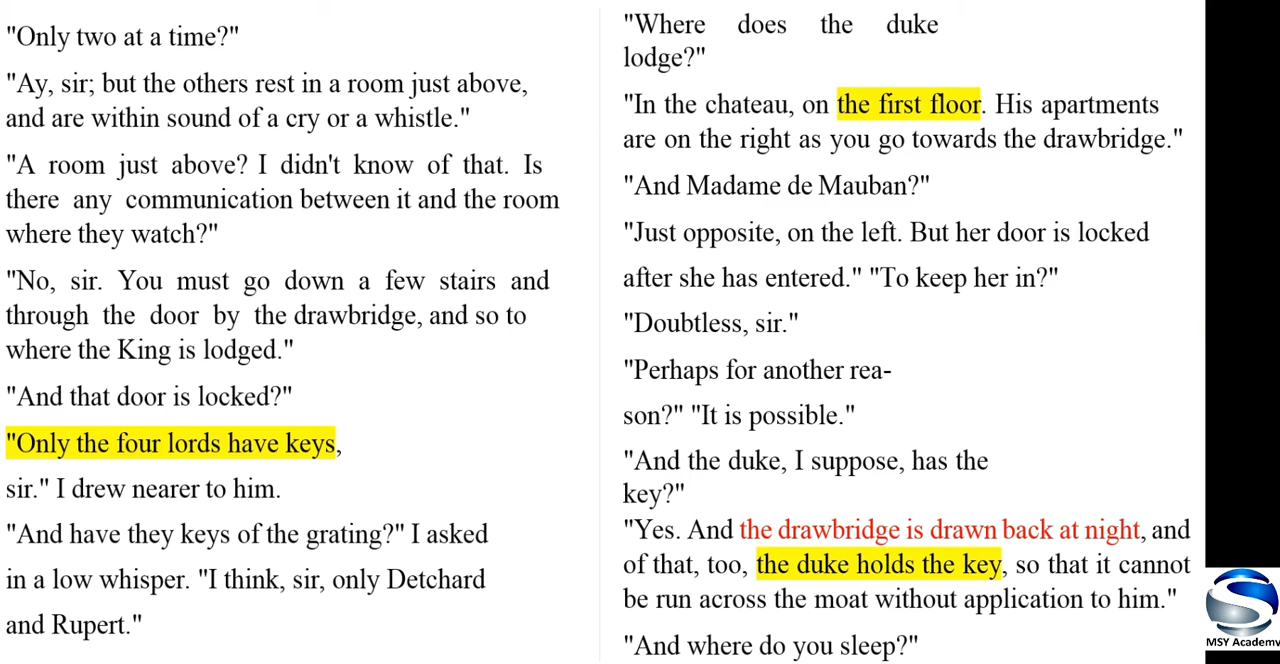 "Only two at a time?"
"Ay, sir; but the others rest in a room just above,
and are within sound of a cry or a whistle."
"A room just above? I didn't know of that. Is
there any communication between it and the room
where they watch?"
"No, sir. You must go down a few stairs and
through the door by the drawbridge, and so to
where the King is lodged."
"And that door is locked?"
"Only the four lords have keys,
sir." I drew nearer to him.
"And have they keys of the grating?" I asked
in a low whisper. "I think, sir, only Detchard
and Rupert."
"Where does the duke
lodge?"
"In the chateau, on the first floor. His apartments
are on the right as you go towards the drawbridge."
"And Madame de Mauban?"
"Just opposite, on the left. But her door is locked
after she has entered." "To keep her in?"
"Doubtless, sir."
"Perhaps for another rea-
son?" "It is possible."
"And the duke, I suppose, has the
key?"
"Yes. And the drawbridge is drawn back at night, and
of that, too, the duke holds the key, so that it cannot
be run across the moat without application to him."
"And where do you sleep?"
MSY Academy